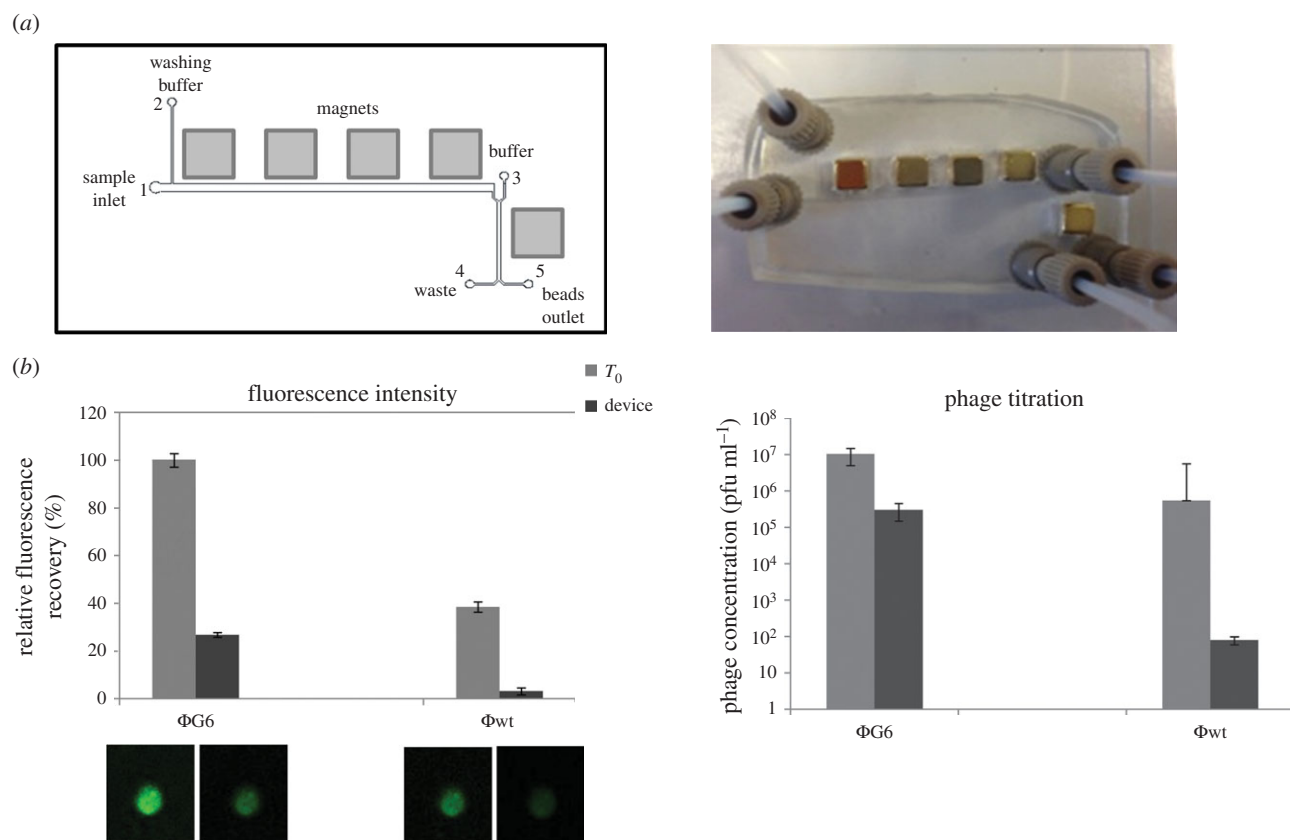 (a)
washing
buffer
2
magnets
buffer
3
sample
inlet
1
4
5
waste
beads
outlet
(b)
fluorescence intensity
T₀
device
relative fluorescence
recovery (%)
120
100
80
60
40
20
0
ΦG6
Φwt
phage titration
phage concentration (pfu ml⁻¹)
10⁸
10⁷
10⁶
10⁵
10⁴
10³
10²
10
1
ΦG6
Φwt